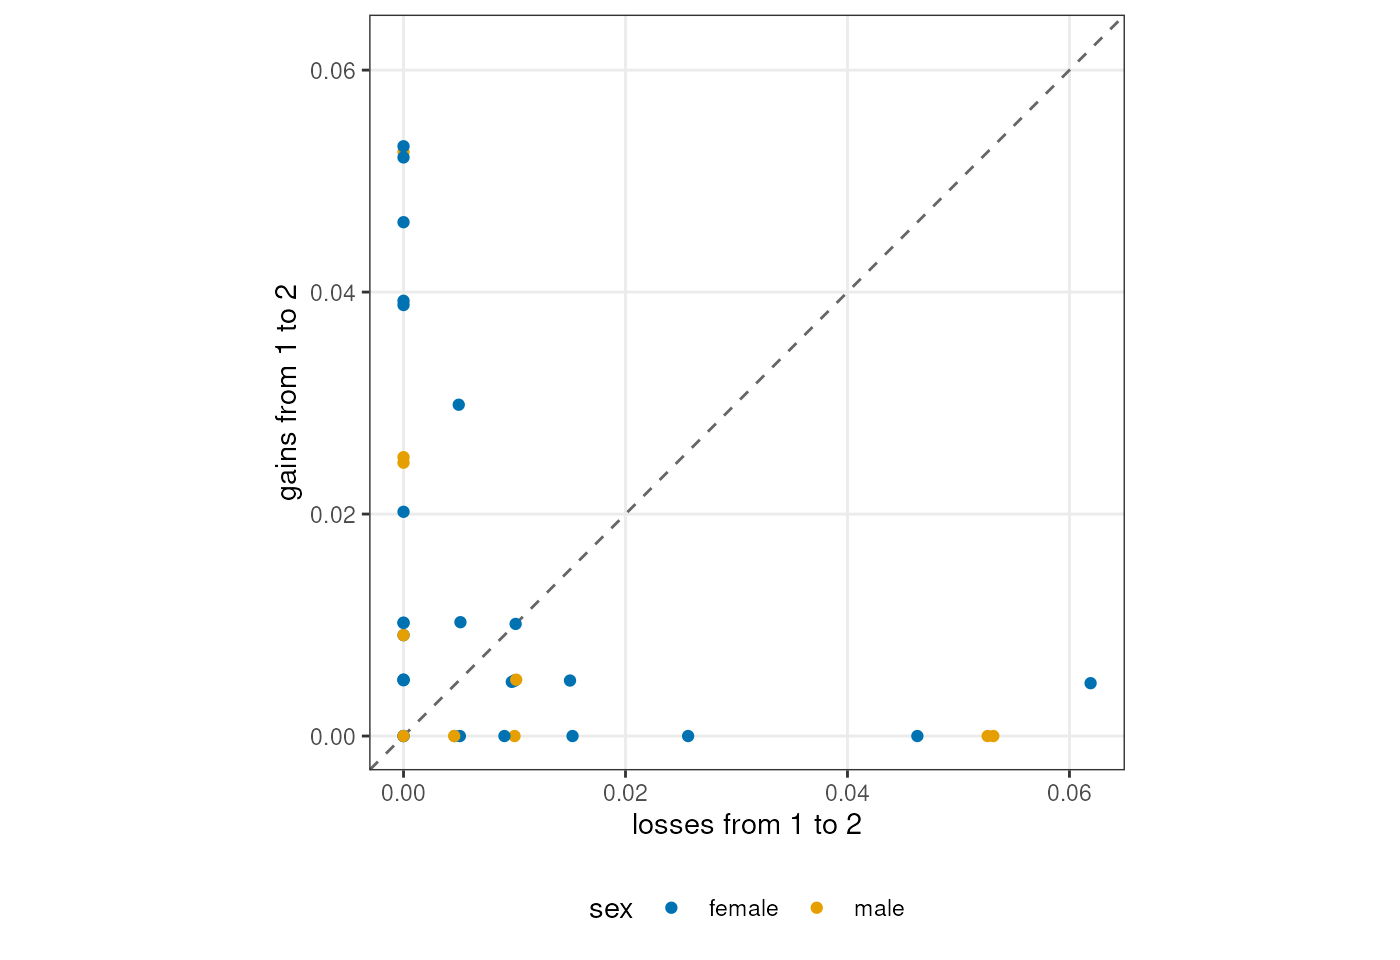 0.06
0.04
0.02
0.00
gains from 1 to 2
0.00 0.02 0.04 0.06
losses from 1 to 2
sex female male